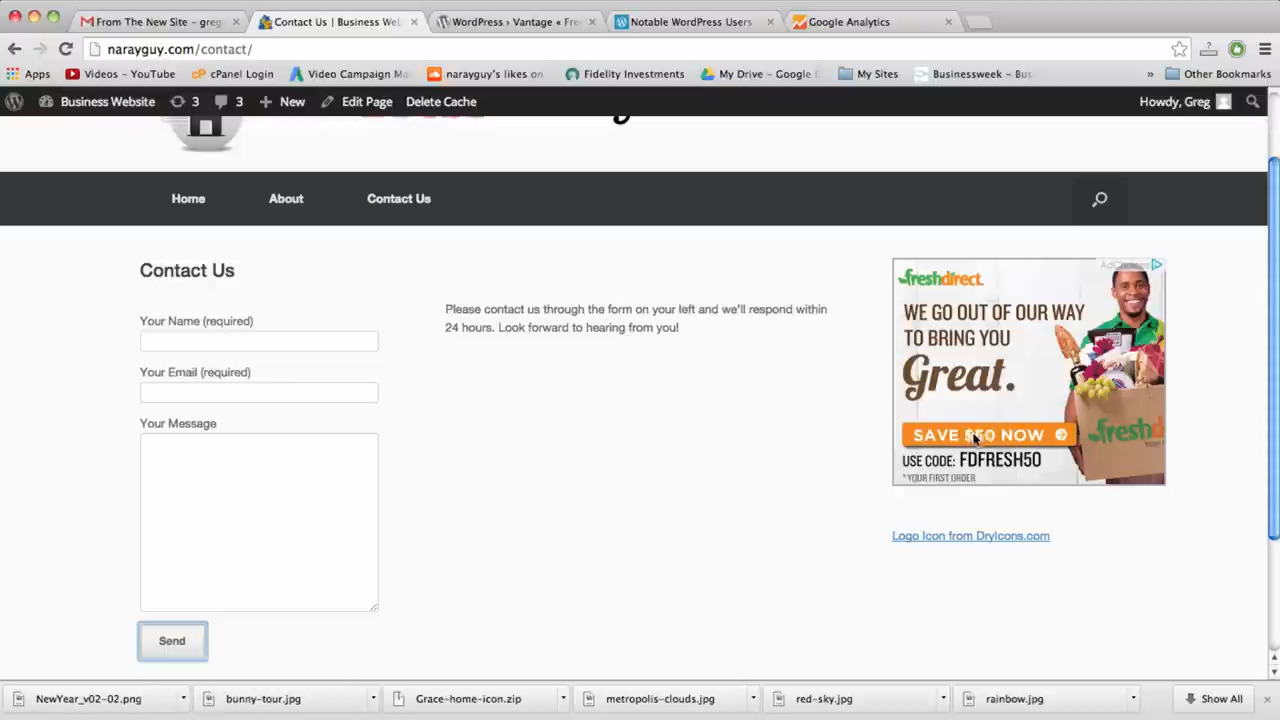 From The New Site - greg
Contact Us | Business Web
WordPress › Vantage « Free
Notable WordPress Users
Google Analytics
narayguy.com/contact/
Apps
Videos - YouTube
cPanel Login
Video Campaign Ma
narayguy's likes on
Fidelity Investments
My Drive - Google D
My Sites
Businessweek - Bus
»
Other Bookmarks
Business Website
3
3
New
Edit Page
Delete Cache
Howdy, Greg
Home
About
Contact Us
Contact Us
Your Name (required)
Your Email (required)
Your Message
Send
Please contact us through the form on your left and we'll respond within
24 hours. Look forward to hearing from you!
freshdirect.
WE GO OUT OF OUR WAY
TO BRING YOU
Great.
SAVE $50 NOW
USE CODE: FDFRESH50
*YOUR FIRST ORDER
freshd
Logo Icon from DryIcons.com
NewYear_v02-02.png
bunny-tour.jpg
Grace-home-icon.zip
metropolis-clouds.jpg
red-sky.jpg
rainbow.jpg
Show All